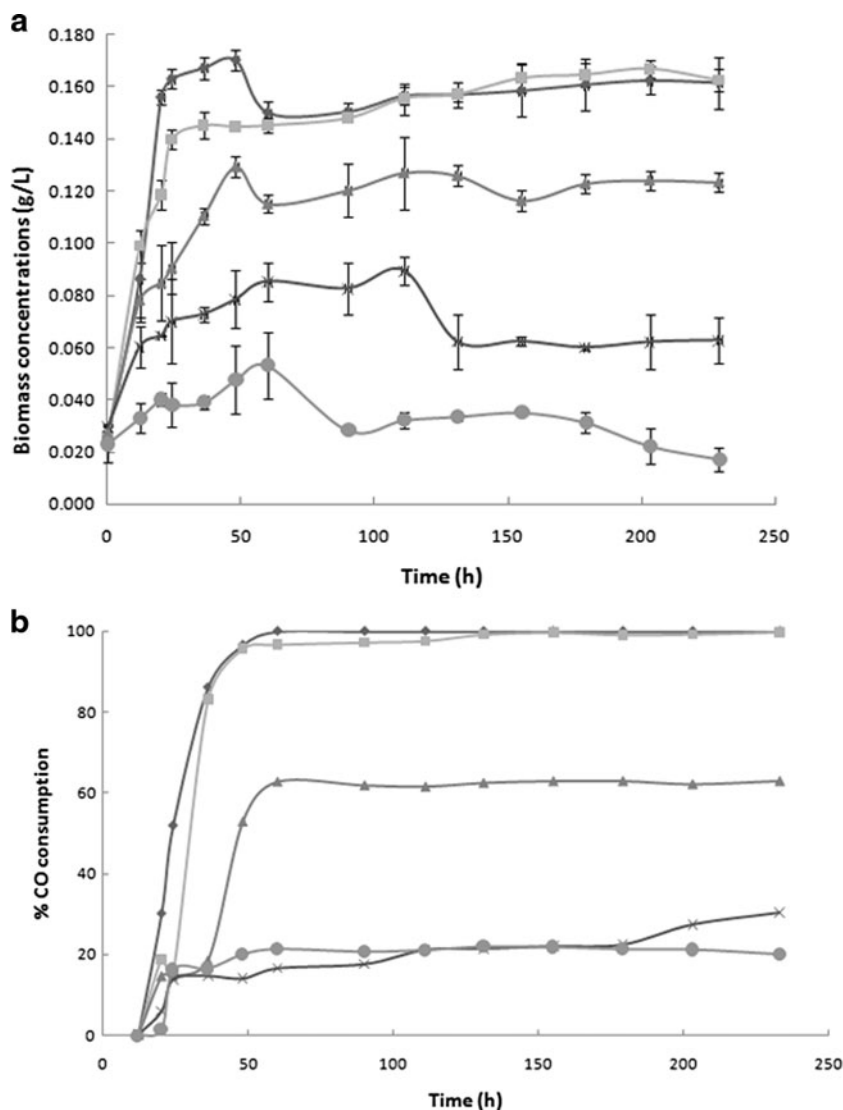 a
0.180
0.160
0.140
0.120
0.100
0.080
0.060
0.040
0.020
0.000
Biomass concentrations (g/L)
0 50 100 150 200 250
Time (h)
b
100
80
60
40
20
0
% CO consumption
0 50 100 150 200 250
Time (h)